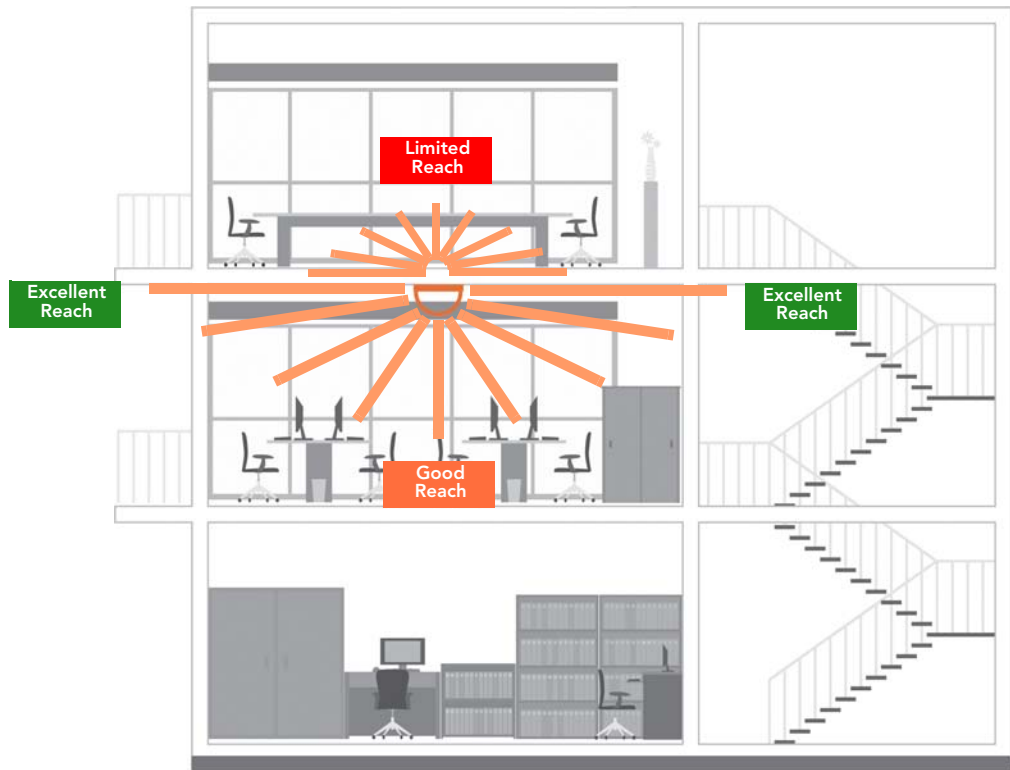 Limited
Reach
Excellent
Reach
Excellent
Reach
Good
Reach